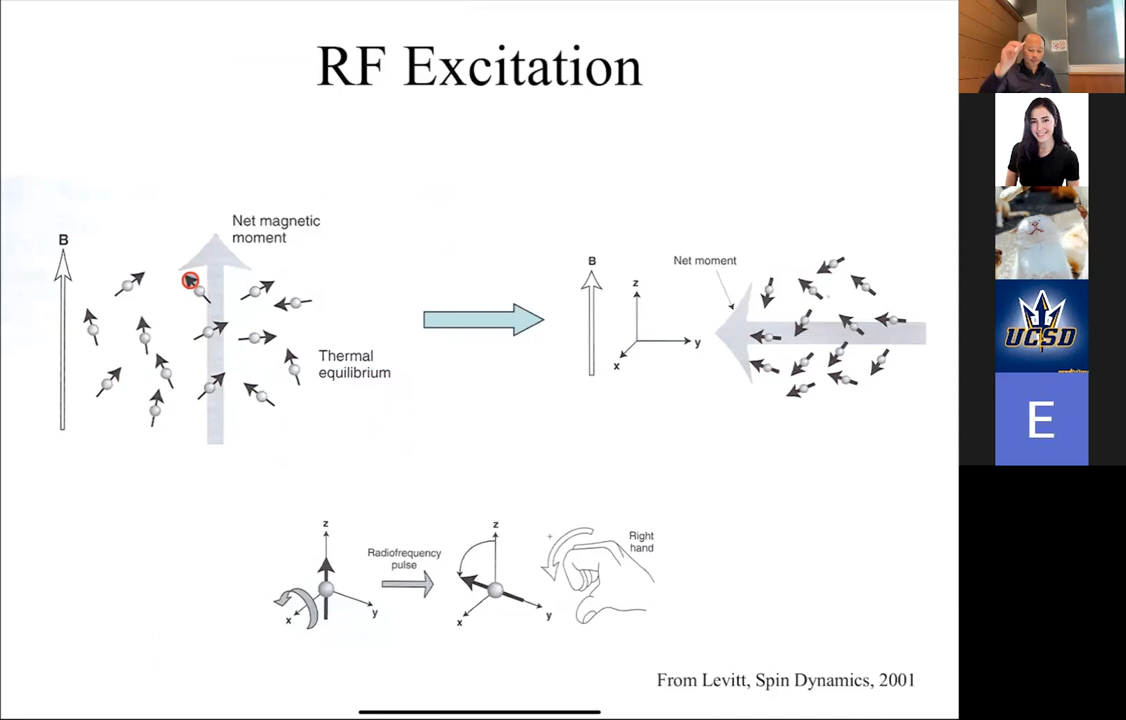 RF Excitation
Net magnetic
moment
B
Thermal
equilibrium
B
z
y
x
Net moment
z
y
x
Radiofrequency
pulse
z
y
x
+
Right
hand
From Levitt, Spin Dynamics, 2001
UCSD
E